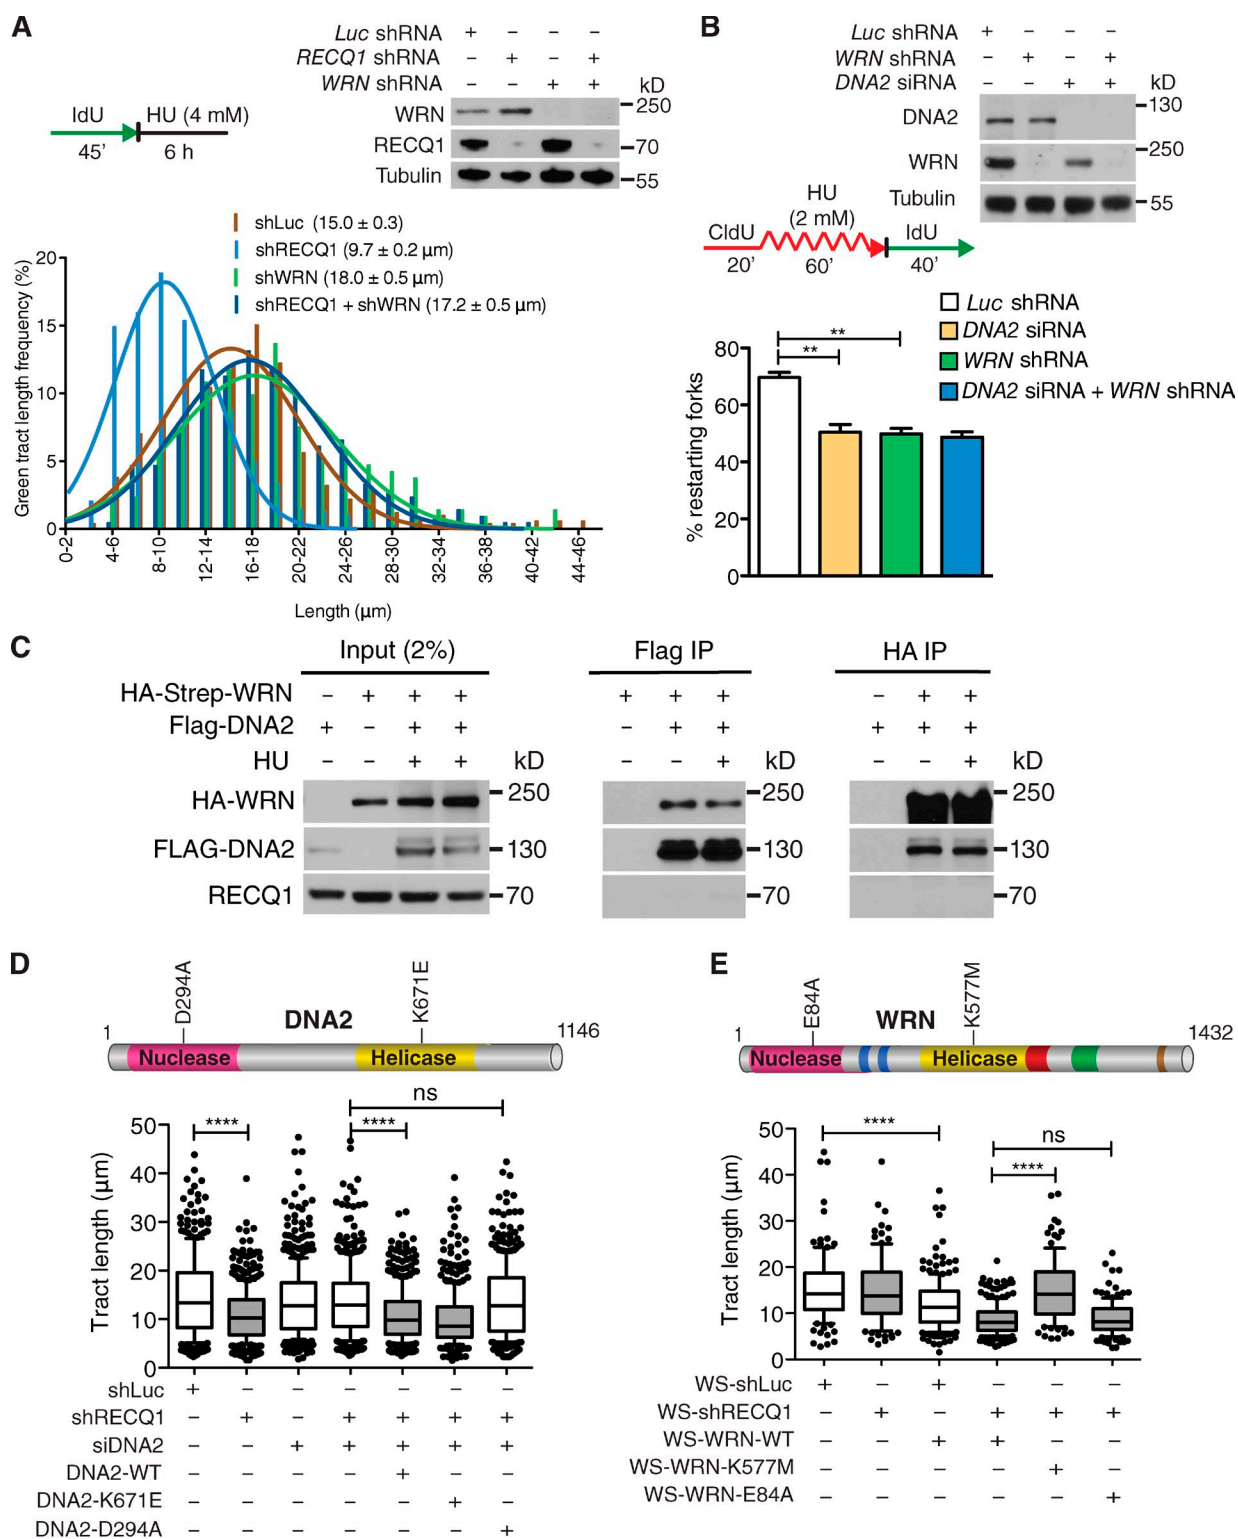 A
Luc shRNA + – – –
RECQ1 shRNA – + – +
WRN shRNA – – + + kD
WRN 250
RECQ1 70
Tubulin 55
IdU HU (4 mM)
45' 6 h
shLuc (15.0 ± 0.3)
shRECQ1 (9.7 ± 0.2 µm)
shWRN (18.0 ± 0.5 µm)
shRECQ1 + shWRN (17.2 ± 0.5 µm)
Green tract length frequency (%)
20
15
10
5
0
0-2 4-6 8-10 12-14 16-18 20-22 24-26 28-30 32-34 36-38 40-42 44-46
Length (µm)
B
Luc shRNA + – – –
WRN shRNA – + – +
DNA2 siRNA – – + + kD
DNA2 130
WRN 250
Tubulin 55
HU
(2 mM)
CldU IdU
20' 60' 40'
Luc shRNA
DNA2 siRNA
WRN shRNA
DNA2 siRNA + WRN shRNA
% restarting forks
80
60
40
20
0
**
**
C
Input (2%) Flag IP HA IP
HA-Strep-WRN – + + + + + + – + +
Flag-DNA2 + – + + – + + + + +
HU – – + + kD – – + kD – – + kD
HA-WRN 250 250 250
FLAG-DNA2 130 130 130
RECQ1 70 70 70
D
D294A K671E
1 DNA2 1146
Nuclease Helicase
ns
**** ****
Tract length (µm)
50
40
30
20
10
0
shLuc + – – – – – –
shRECQ1 – + – + + + +
siDNA2 – – + + + + +
DNA2-WT – – – – + – –
DNA2-K671E – – – – – + –
DNA2-D294A – – – – – – +
E
E84A K577M
1 WRN 1432
Nuclease Helicase
**** ns
****
Tract length (µm)
50
40
30
20
10
0
WS-shLuc + – + – – –
WS-shRECQ1 – + – + + +
WS-WRN-WT – – + + – –
WS-WRN-K577M – – – – + –
WS-WRN-E84A – – – – – +